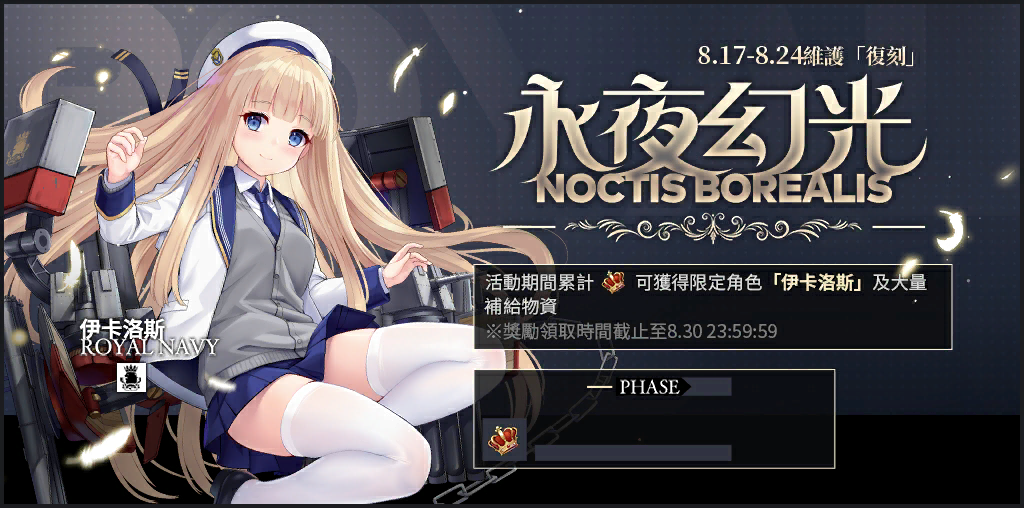 8.17-8.24維護「復刻」
永夜幻光
NOCTIS BOREALIS
活動期間累計 可獲得限定角色「伊卡洛斯」及大量
補給物資
※獎勵領取時間截止至8.30 23:59:59
伊卡洛斯
ROYAL NAVY
PHASE